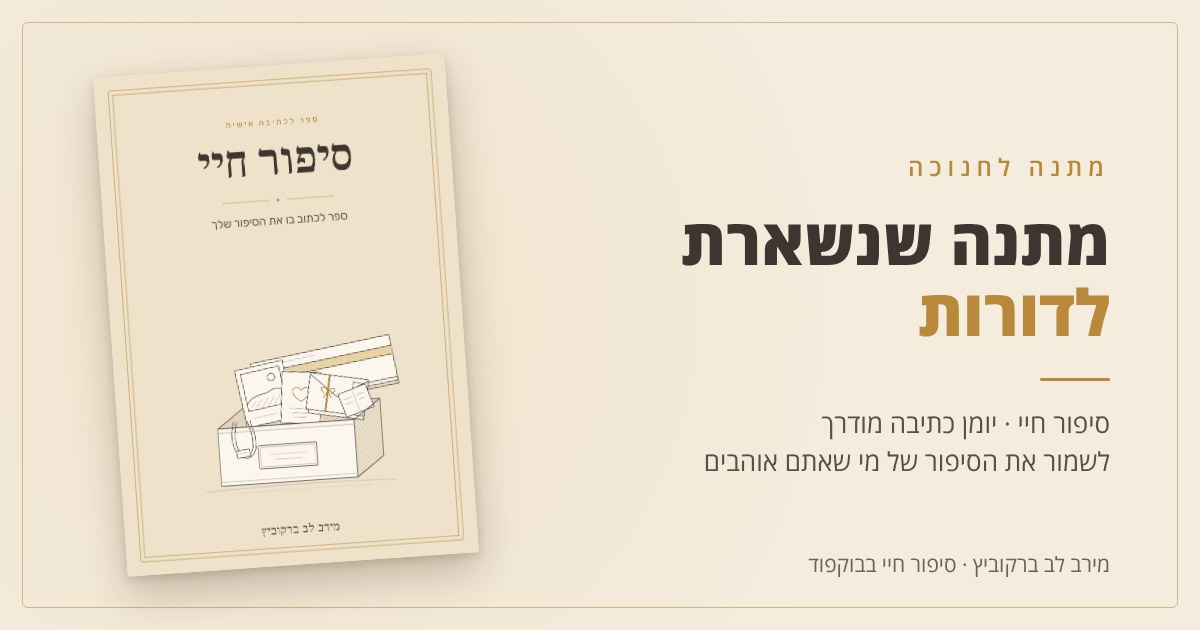 מתנה לחנוכה
מתנה שנשארת
לדורות
סיפור חיי · יומן כתיבה מודרך
לשמור את הסיפור של מי שאתם אוהבים
מירב לב ברקוביץ · סיפור חיי בבוקפוד
ספר לכתיבה אישית
סיפור חיי
ספר לכתוב בו את הסיפור שלך
מירב לב ברקוביץ